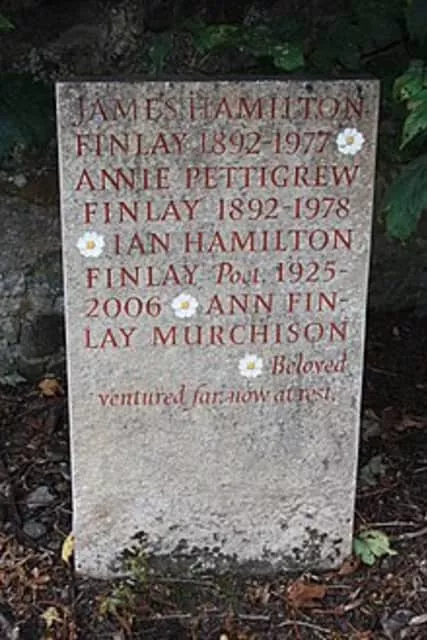 JAMES HAMILTON
FINLAY 1892-1977
ANNIE PETTIGREW
FINLAY 1892-1978
IAN HAMILTON
FINLAY Poet. 1925-
2006 ANN FIN-
LAY MURCHISON
Beloved
ventured far, now at rest.